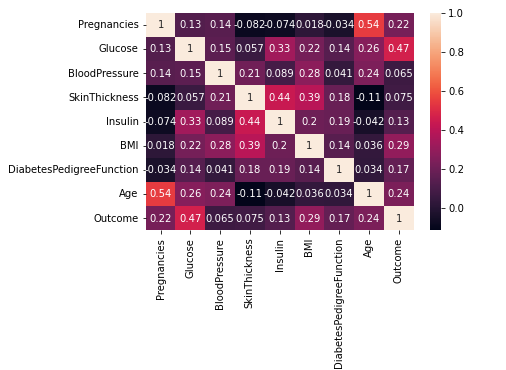 Pregnancies 1 0.13 0.14 -0.082 -0.074 0.018 -0.034 0.54 0.22
Glucose 0.13 1 0.15 0.057 0.33 0.22 0.14 0.26 0.47
BloodPressure 0.14 0.15 1 0.21 0.089 0.28 0.041 0.24 0.065
SkinThickness -0.082 0.057 0.21 1 0.44 0.39 0.18 -0.11 0.075
Insulin -0.074 0.33 0.089 0.44 1 0.2 0.19 -0.042 0.13
BMI 0.018 0.22 0.28 0.39 0.2 1 0.14 0.036 0.29
DiabetesPedigreeFunction -0.034 0.14 0.041 0.18 0.19 0.14 1 0.034 0.17
Age 0.54 0.26 0.24 -0.11 -0.042 0.036 0.034 1 0.24
Outcome 0.22 0.47 0.065 0.075 0.13 0.29 0.17 0.24 1
Pregnancies
Glucose
BloodPressure
SkinThickness
Insulin
BMI
DiabetesPedigreeFunction
Age
Outcome
1.0
0.8
0.6
0.4
0.2
0.0